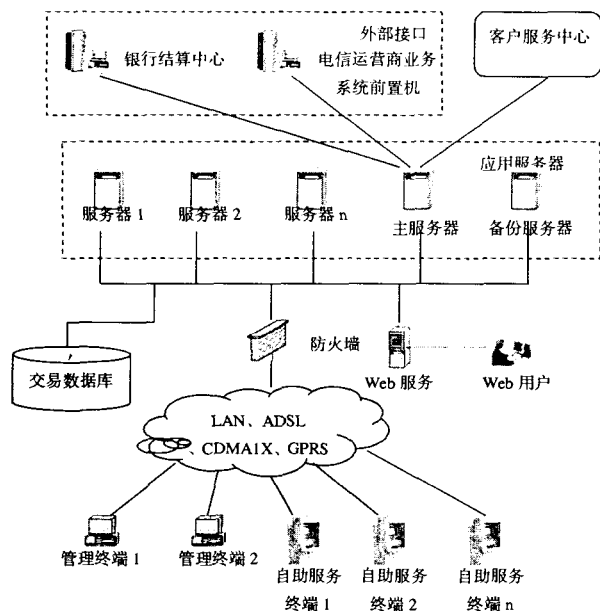 外部接口
银行结算中心
电信运营商业务
系统前置机
客户服务中心
应用服务器
服务器 1
服务器 2
服务器 n
主服务器
备份服务器
防火墙
交易数据库
Web 服务
Web 用户
LAN、ADSL
、CDMA1X、GPRS
管理终端 1
管理终端 2
自助服务
终端 1
自助服务
终端 2
自助服务
终端 n